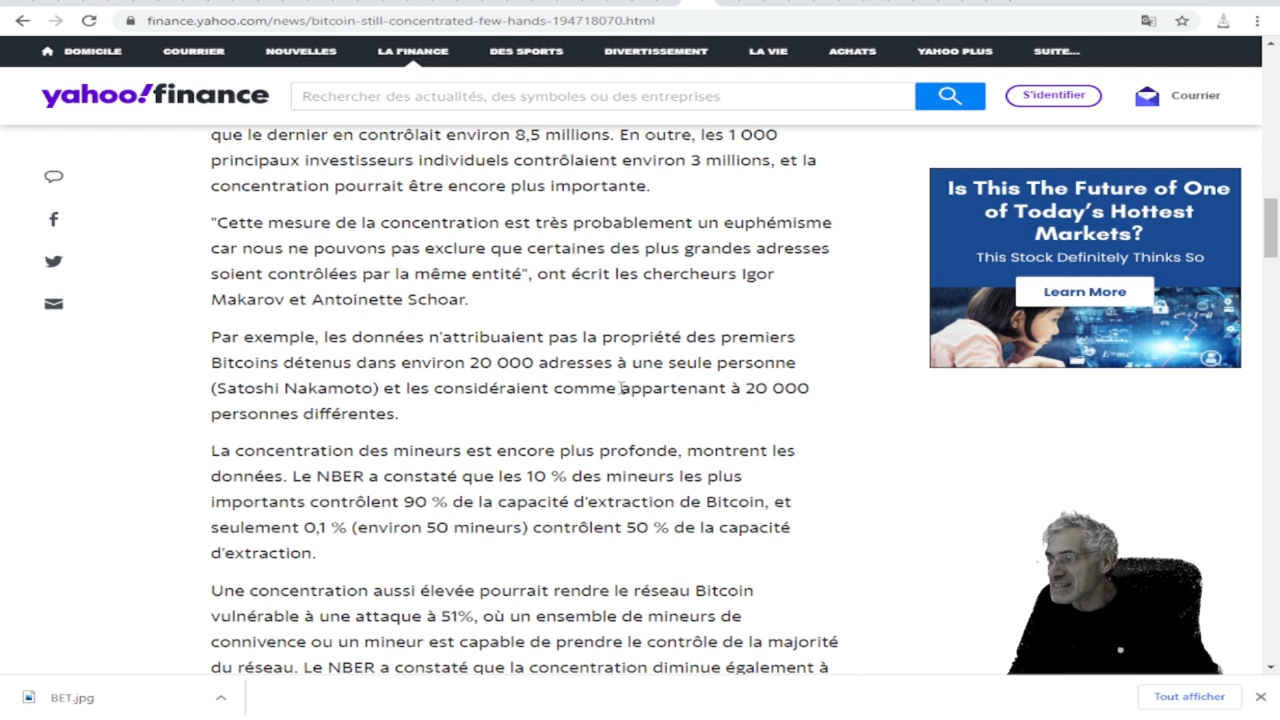 finance.yahoo.com/news/bitcoin-still-concentrated-few-hands-194718070.html
DOMICILE COURRIER NOUVELLES LA FINANCE DES SPORTS DIVERTISSEMENT LA VIE ACHATS YAHOO PLUS SUITE...
yahoo!finance Rechercher des actualités, des symboles ou des entreprises S'identifier Courrier
que le dernier en contrôlait environ 8,5 millions. En outre, les 1 000
principaux investisseurs individuels contrôlaient environ 3 millions, et la
concentration pourrait être encore plus importante.
"Cette mesure de la concentration est très probablement un euphémisme
car nous ne pouvons pas exclure que certaines des plus grandes adresses
soient contrôlées par la même entité", ont écrit les chercheurs Igor
Makarov et Antoinette Schoar.
Par exemple, les données n'attribuaient pas la propriété des premiers
Bitcoins détenus dans environ 20 000 adresses à une seule personne
(Satoshi Nakamoto) et les considéraient comme appartenant à 20 000
personnes différentes.
La concentration des mineurs est encore plus profonde, montrent les
données. Le NBER a constaté que les 10 % des mineurs les plus
importants contrôlent 90 % de la capacité d'extraction de Bitcoin, et
seulement 0,1 % (environ 50 mineurs) contrôlent 50 % de la capacité
d'extraction.
Une concentration aussi élevée pourrait rendre le réseau Bitcoin
vulnérable à une attaque à 51%, où un ensemble de mineurs de
connivence ou un mineur est capable de prendre le contrôle de la majorité
du réseau. Le NBER a constaté que la concentration diminue également à
Is This The Future of One
of Today's Hottest
Markets?
This Stock Definitely Thinks So
Learn More
BET.jpg
Tout afficher